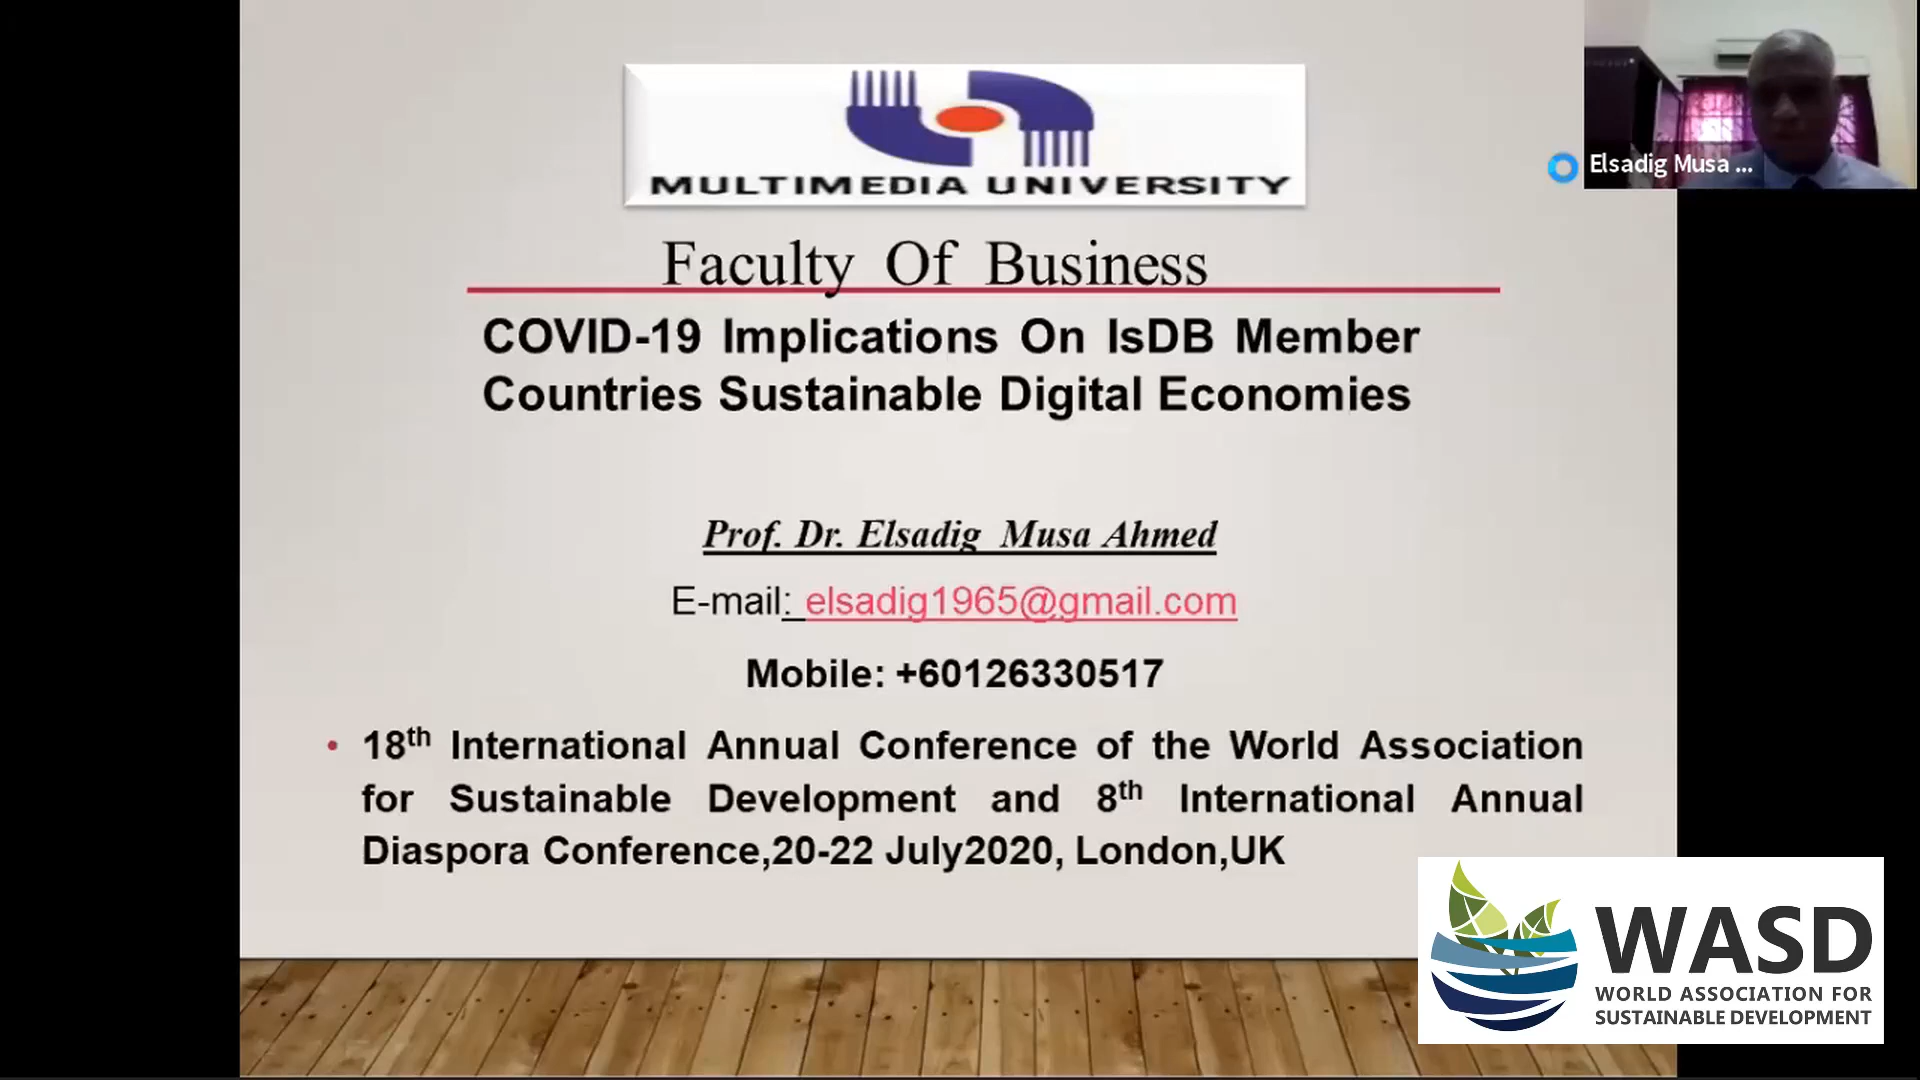 MULTIMEDIA UNIVERSITY
Elsadig Musa ...
Faculty Of Business
COVID-19 Implications On IsDB Member
Countries Sustainable Digital Economies
Prof. Dr. Elsadig Musa Ahmed
E-mail: elsadig1965@gmail.com
Mobile: +60126330517
• 18th International Annual Conference of the World Association
for Sustainable Development and 8th International Annual
Diaspora Conference,20-22 July2020, London,UK
WASD
WORLD ASSOCIATION FOR
SUSTAINABLE DEVELOPMENT